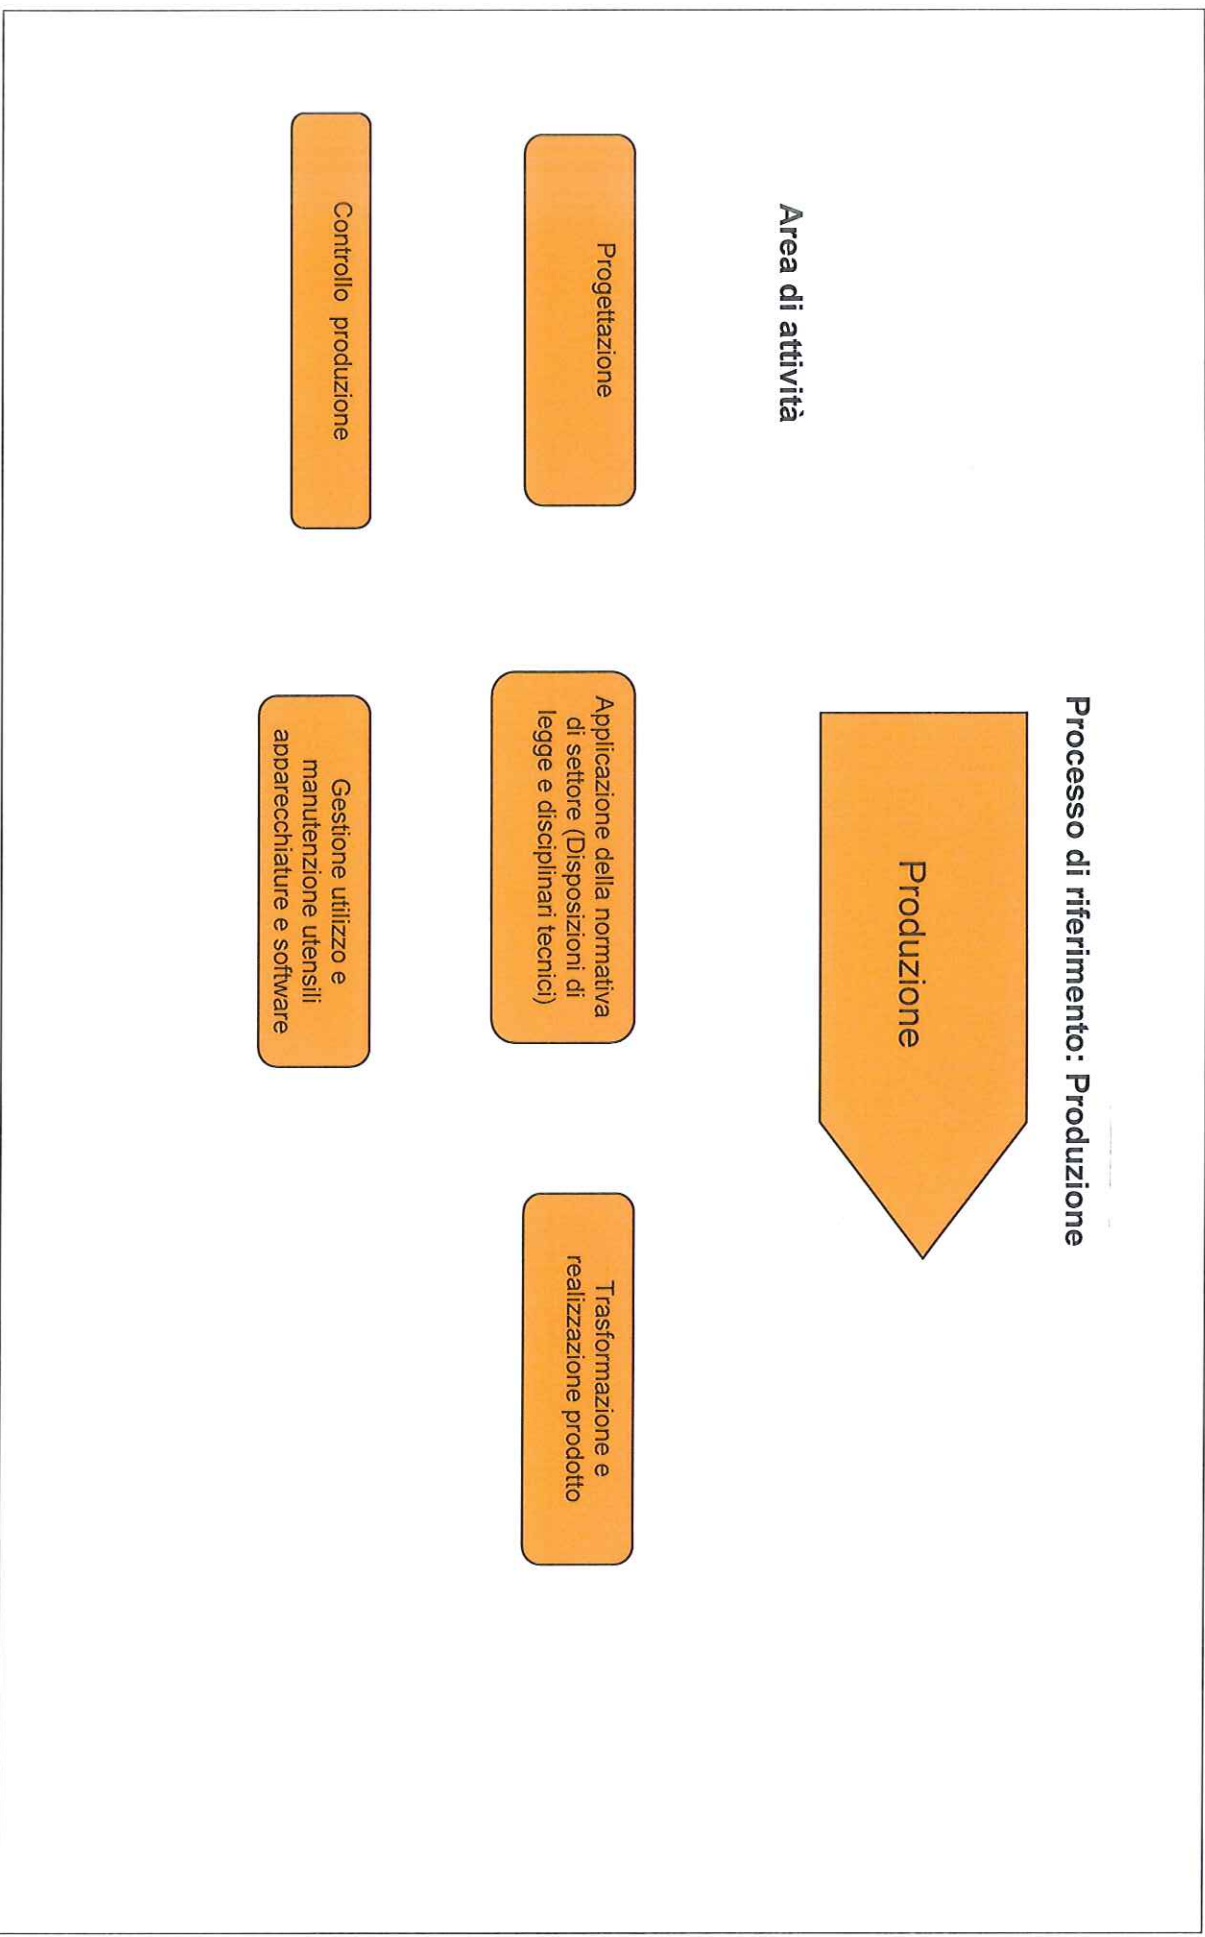 Processo di riferimento: Produzione
Produzione
Area di attività
Progettazione
Applicazione della normativa
di settore (Disposizioni di
legge e disciplinari tecnici)
Trasformazione e
realizzazione prodotto
Controllo produzione
Gestione utilizzo e
manutenzione utensili
apparecchiature e software